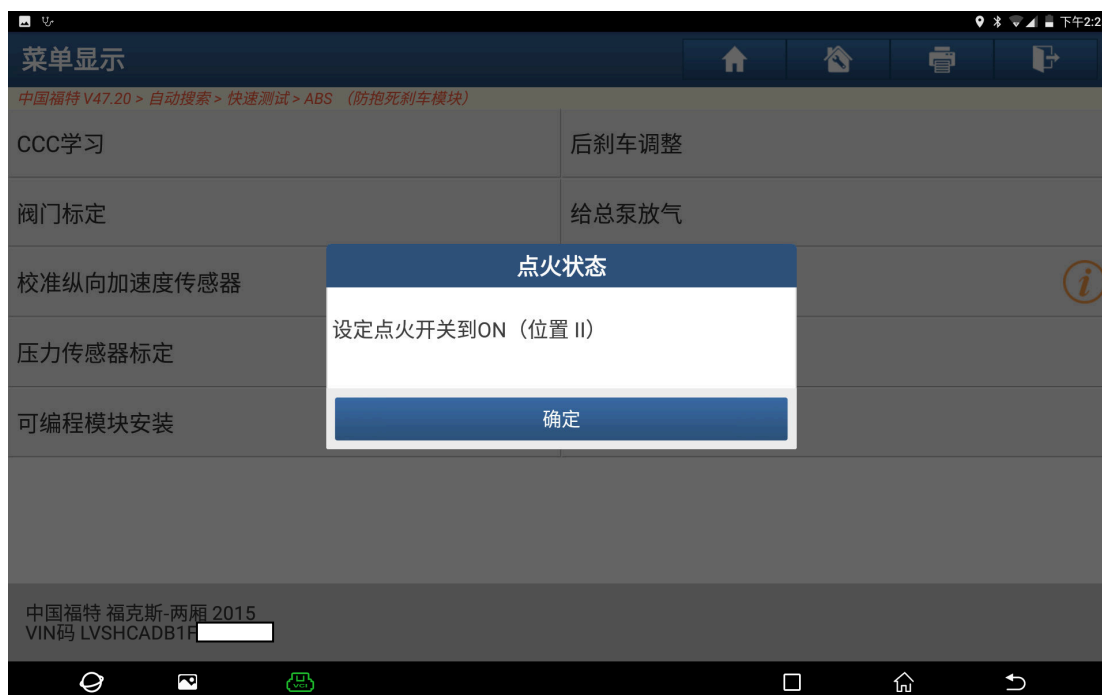 下午2:2
菜单显示
中国福特 V47.20 > 自动搜索 > 快速测试 > ABS （防抱死刹车模块）
CCC学习
后刹车调整
阀门标定
给总泵放气
校准纵向加速度传感器
压力传感器标定
可编程模块安装
点火状态
设定点火开关到ON（位置 II）
确定
中国福特 福克斯-两厢 2015
VIN码 LVSHCADB1F
VCI